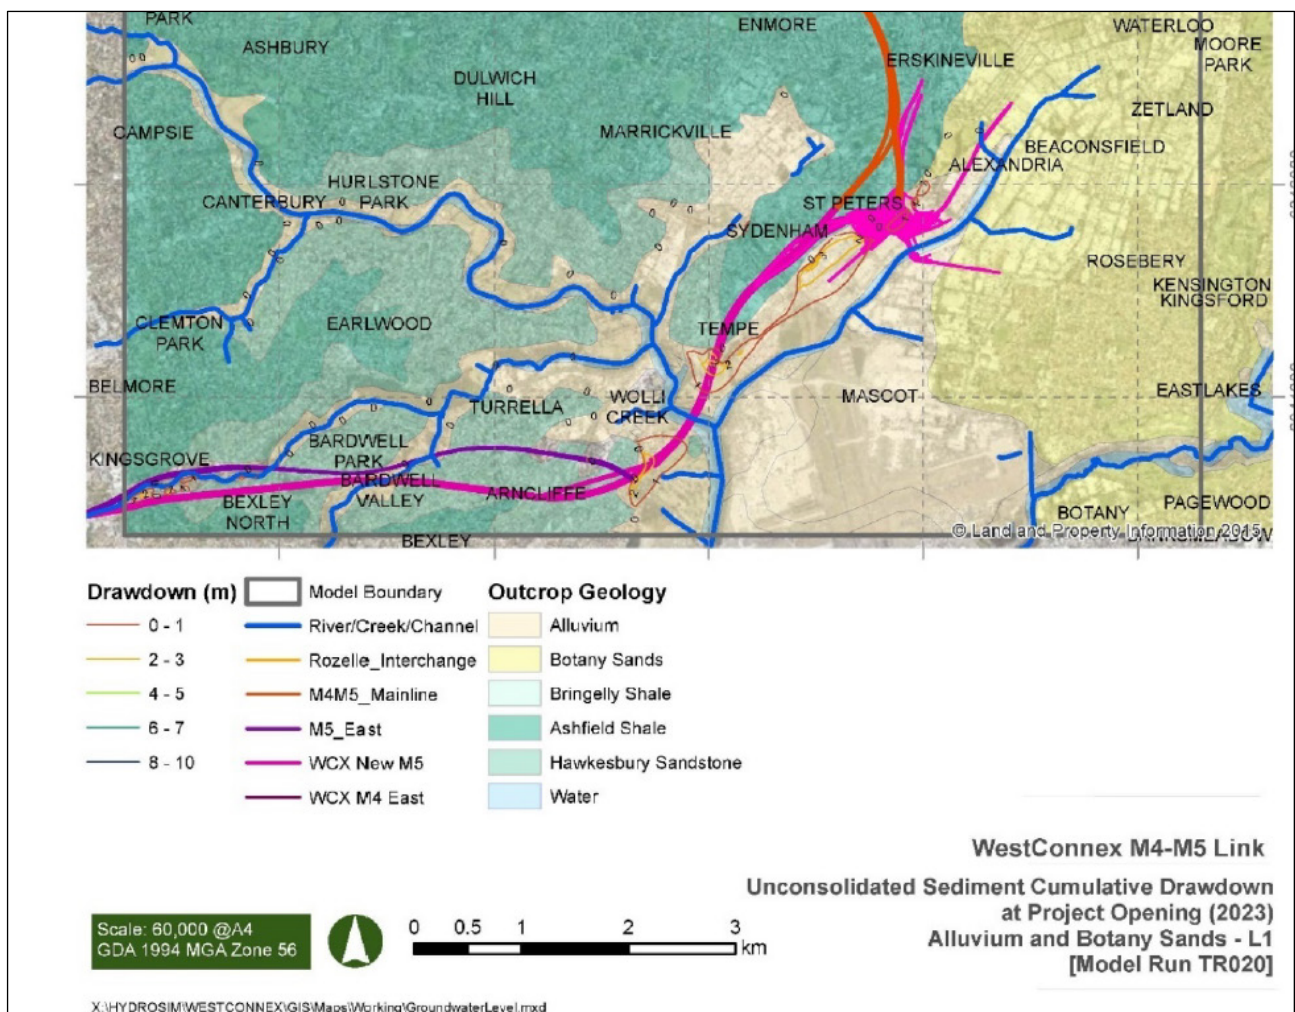 PARK
ENMORE
WATERLOO
MOORE
PARK
ASHBURY
ERSKINEVILLE
DULWICH
HILL
ZETLAND
CAMPSIE
MARRICKVILLE
BEACONSFIELD
ALEXANDRIA
HURLSTONE
PARK
CANTERBURY
ST PETERS
SYDENHAM
ROSEBERY
KENSINGTON
KINGSFORD
CLEMTON
PARK
EARLWOOD
TEMPE
BELMORE
EASTLAKES
WOLLI
CREEK
MASCOT
TURRELLA
BARDWELL
PARK
KINGSGROVE
BARDWELL
VALLEY
ARNCLIFFE
BEXLEY
NORTH
PAGEWOOD
BOTANY
BEXLEY
© Land and Property Information 2015
BANKSMEADOW
Drawdown (m)
0 - 1
2 - 3
4 - 5
6 - 7
8 - 10
Model Boundary
River/Creek/Channel
Rozelle_Interchange
M4M5_Mainline
M5_East
WCX New M5
WCX M4 East
Outcrop Geology
Alluvium
Botany Sands
Bringelly Shale
Ashfield Shale
Hawkesbury Sandstone
Water
WestConnex M4-M5 Link
Unconsolidated Sediment Cumulative Drawdown
at Project Opening (2023)
Alluvium and Botany Sands - L1
[Model Run TR020]
Scale: 60,000 @A4
GDA 1994 MGA Zone 56
0 0.5 1 2 3
km
X:\HYDROSIM\WESTCONNEX\GIS\Maps\Working\GroundwaterLevel.mxd